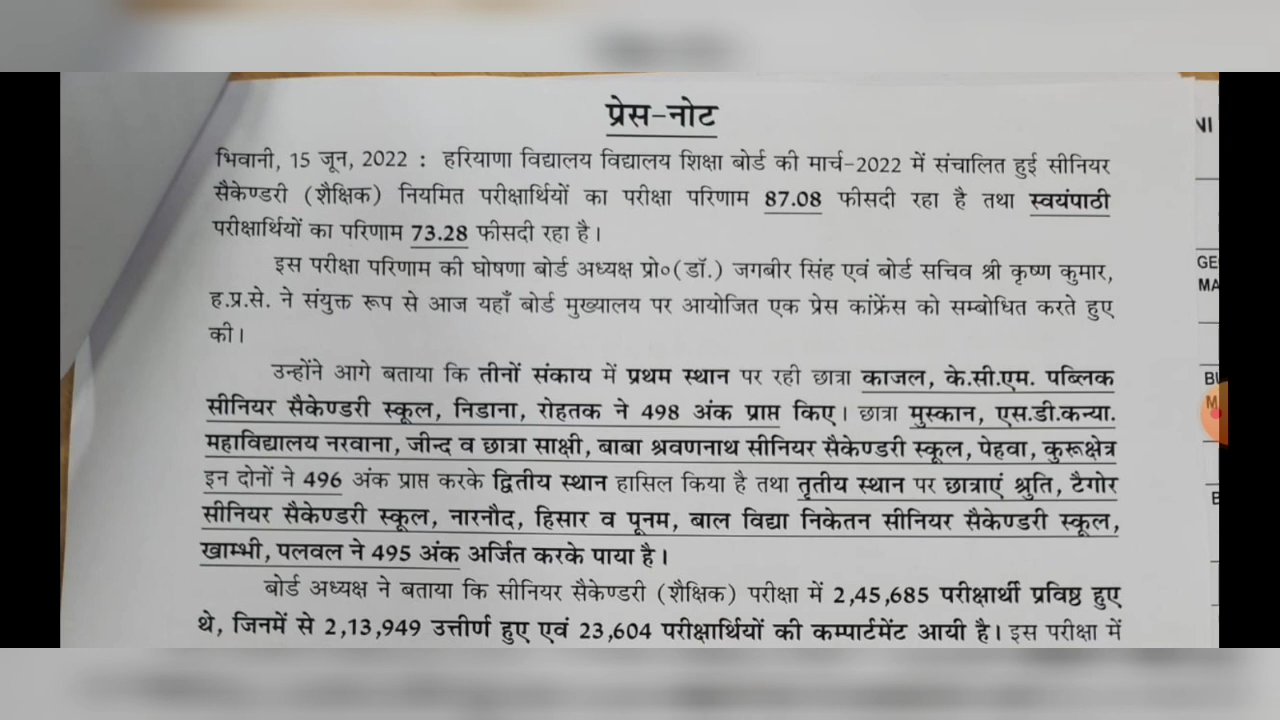 प्रेस-नोट
भिवानी, 15 जून, 2022 : हरियाणा विद्यालय विद्यालय शिक्षा बोर्ड की मार्च-2022 में संचालित हुई सीनियर
सैकेण्डरी (शैक्षिक) नियमित परीक्षार्थियों का परीक्षा परिणाम 87.08 फीसदी रहा है तथा स्वयंपाठी
परीक्षार्थियों का परिणाम 73.28 फीसदी रहा है।
इस परीक्षा परिणाम की घोषणा बोर्ड अध्यक्ष प्रो०(डॉ.) जगबीर सिंह एवं बोर्ड सचिव श्री कृष्ण कुमार,
ह.प्र.से. ने संयुक्त रूप से आज यहाँ बोर्ड मुख्यालय पर आयोजित एक प्रेस कांफ्रेंस को सम्बोधित करते हुए
की।
उन्होंने आगे बताया कि तीनों संकाय में प्रथम स्थान पर रही छात्रा काजल, के.सी.एम. पब्लिक
सीनियर सैकेण्डरी स्कूल, निडाना, रोहतक ने 498 अंक प्राप्त किए। छात्रा मुस्कान, एस.डी.कन्या.
महाविद्यालय नरवाना, जीन्द व छात्रा साक्षी, बाबा श्रवणनाथ सीनियर सैकेण्डरी स्कूल, पेहवा, कुरूक्षेत्र
इन दोनों ने 496 अंक प्राप्त करके द्वितीय स्थान हासिल किया है तथा तृतीय स्थान पर छात्राएं श्रुति, टैगोर
सीनियर सैकेण्डरी स्कूल, नारनौद, हिसार व पूनम, बाल विद्या निकेतन सीनियर सैकेण्डरी स्कूल,
खाम्भी, पलवल ने 495 अंक अर्जित करके पाया है।
बोर्ड अध्यक्ष ने बताया कि सीनियर सैकेण्डरी (शैक्षिक) परीक्षा में 2,45,685 परीक्षार्थी प्रविष्ठ हुए
थे, जिनमें से 2,13,949 उत्तीर्ण हुए एवं 23,604 परीक्षार्थियों की कम्पार्टमेंट आयी है। इस परीक्षा में
NI
GE
MA